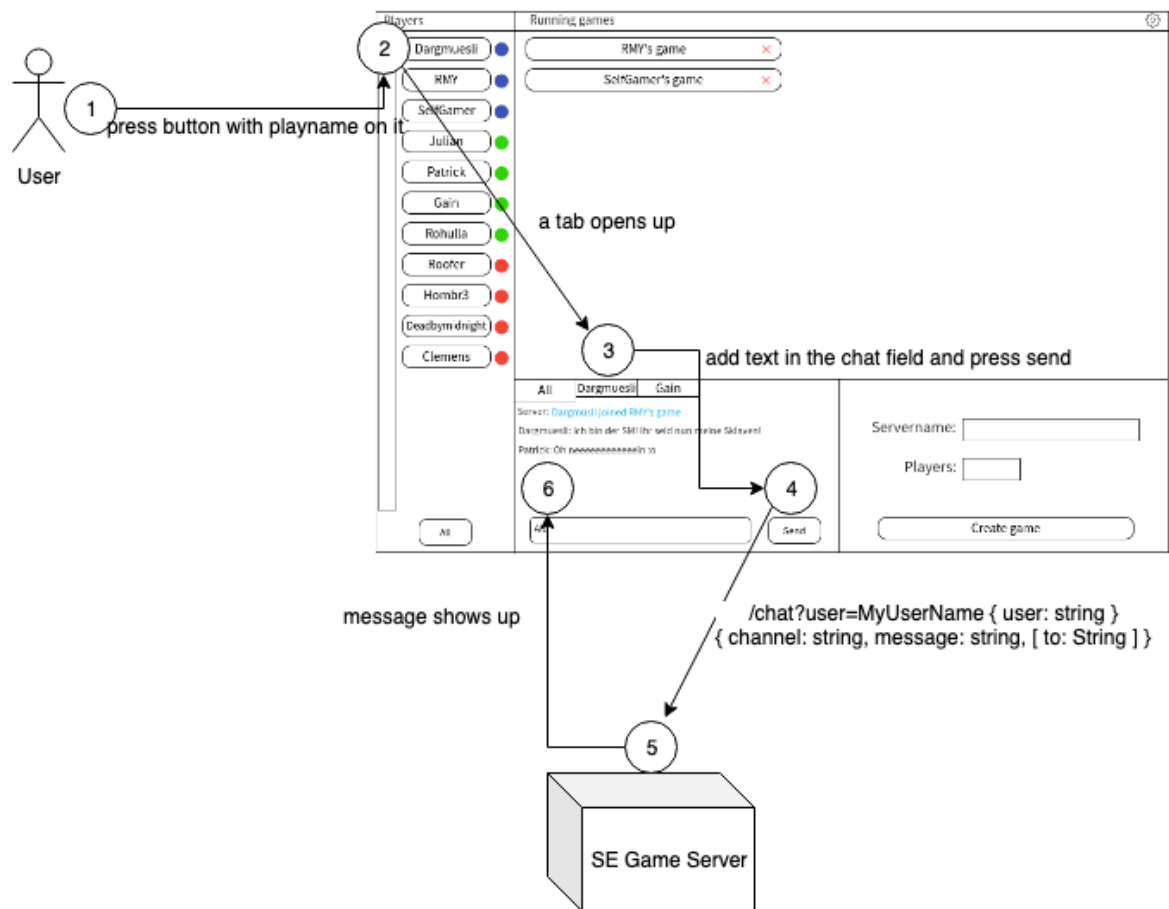 Players
Running games
Dargmuesli
RMY
SelfGamer
Julian
Patrick
Gain
Rohulla
Roofer
Hombr3
Deadbymidnight
Clemens
All
RMY's game ×
SelfGamer's game ×
1
2
3
4
5
6
User
press button with playname on it
a tab opens up
add text in the chat field and press send
All Dargmuesli Gain
Server: Dargmüsli joined RMY's game
Dargmuesli: Ich bin der SM! Ihr seid nun meine Sklaven!
Patrick: Oh neeeeeeeeeeeein :o
Send
Servername:
Players:
Create game
message shows up
/chat?user=MyUserName { user: string }
{ channel: string, message: string, [ to: String ] }
SE Game Server